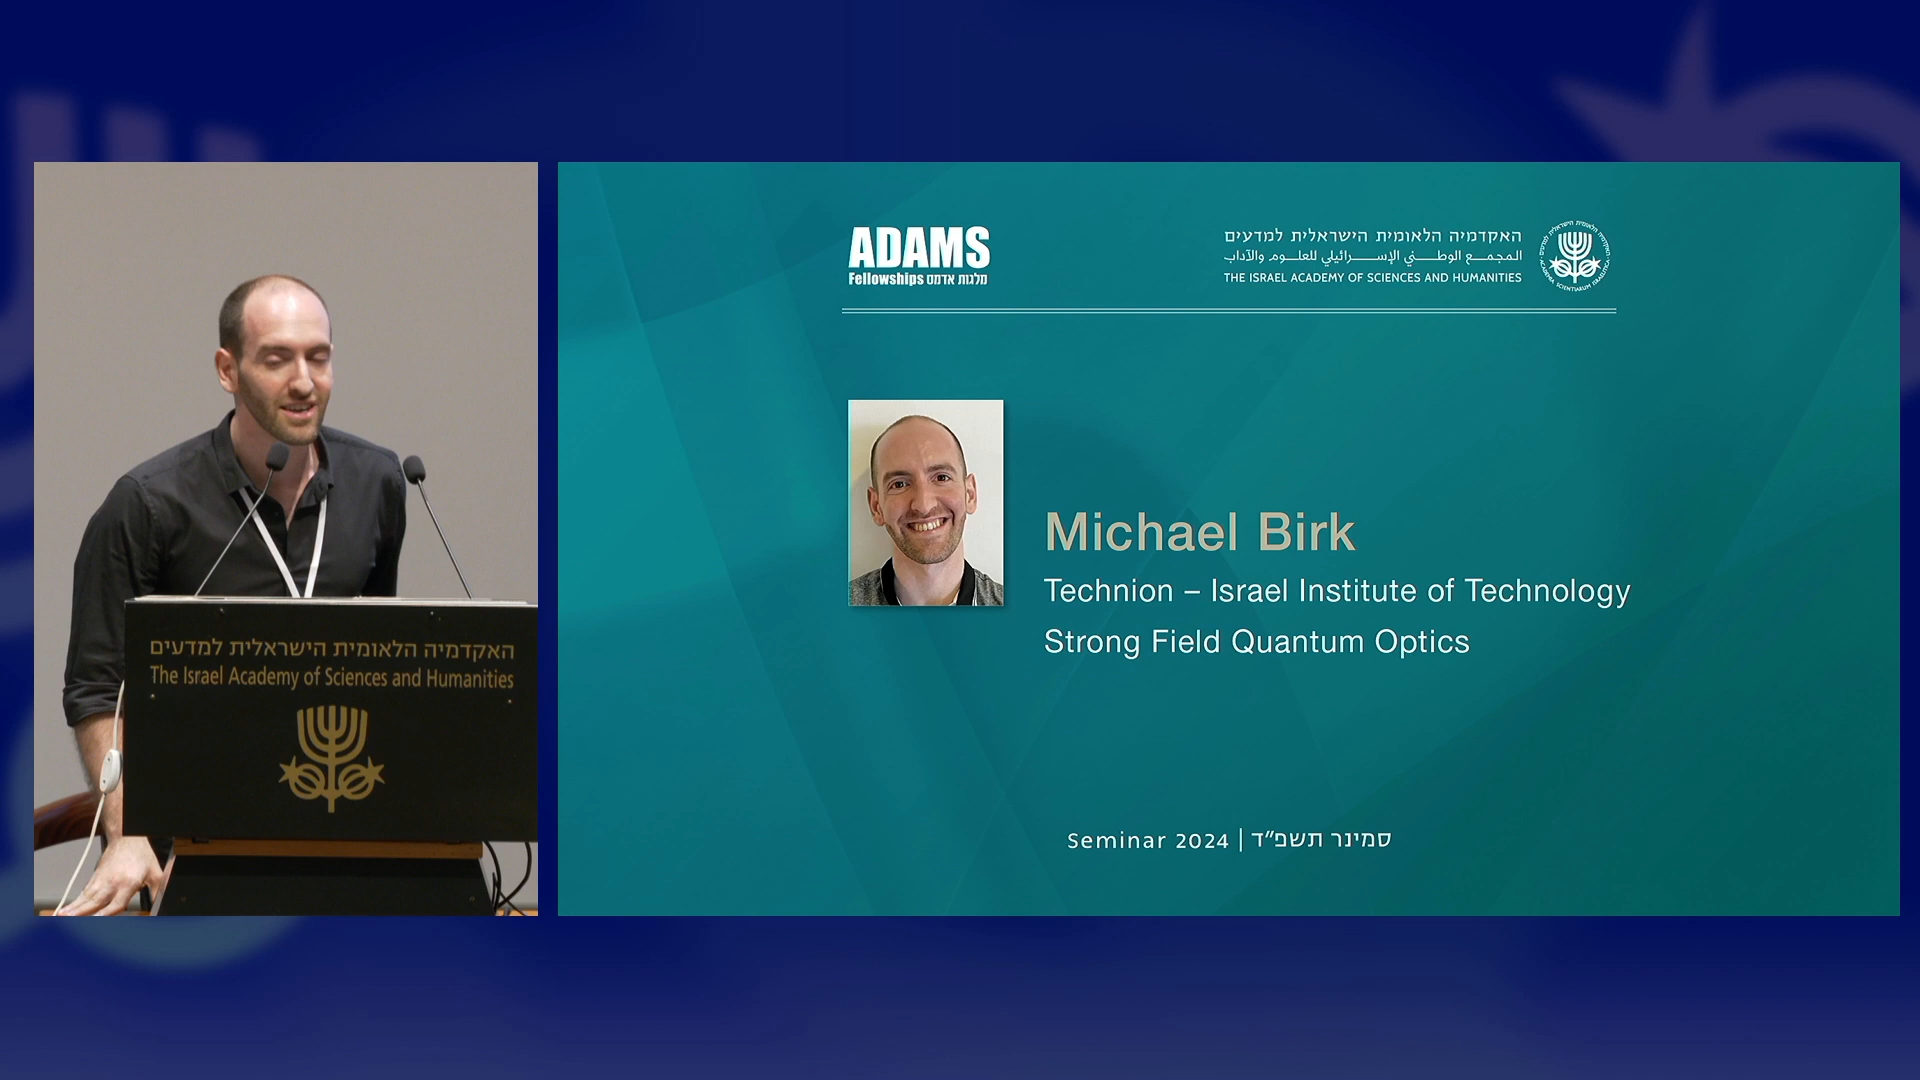 האקדמיה הלאומית הישראלית למדעים
The Israel Academy of Sciences and Humanities
ADAMS
Fellowships מלגות אדמס
האקדמיה הלאומית הישראלית למדעים
المجمع الوطني الإسرائيلي للعلوم والآداب
THE ISRAEL ACADEMY OF SCIENCES AND HUMANITIES
Michael Birk
Technion – Israel Institute of Technology
Strong Field Quantum Optics
Seminar 2024 | סמינר תשפ״ד